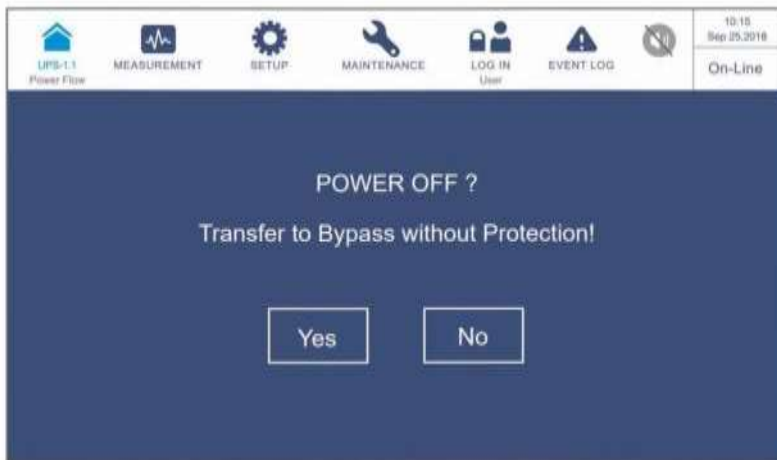 UPS-1.1
Power Flow
MEASUREMENT
SETUP
MAINTENANCE
LOG IN
User
EVENT LOG
10:15
Sep 25,2018
On-Line
POWER OFF ?
Transfer to Bypass without Protection!
Yes
No